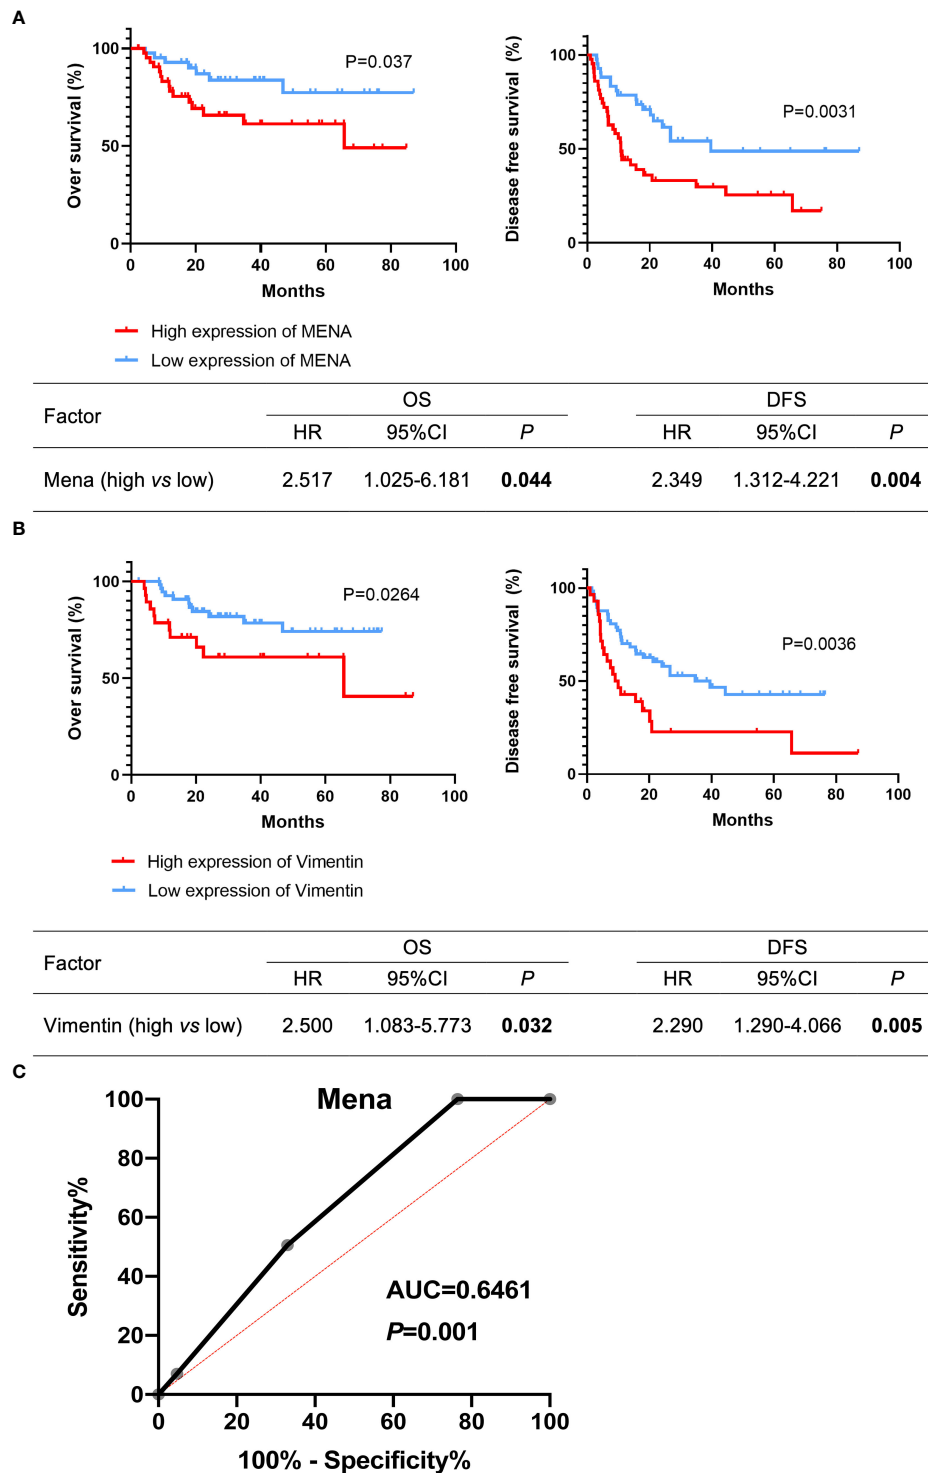 A
Over survival (%)
100
50
0
P=0.037
0 20 40 60 80 100
Months
Disease free survival (%)
100
50
0
P=0.0031
0 20 40 60 80 100
Months
High expression of MENA
Low expression of MENA
Factor OS DFS
HR 95%CI P HR 95%CI P
Mena (high vs low) 2.517 1.025-6.181 0.044 2.349 1.312-4.221 0.004
B
Over survival (%)
100
50
0
P=0.0264
0 20 40 60 80 100
Months
Disease free survival (%)
100
50
0
P=0.0036
0 20 40 60 80 100
Months
High expression of Vimentin
Low expression of Vimentin
Factor OS DFS
HR 95%CI P HR 95%CI P
Vimentin (high vs low) 2.500 1.083-5.773 0.032 2.290 1.290-4.066 0.005
C
Mena
Sensitivity%
100
80
60
40
20
0
AUC=0.6461
P=0.001
0 20 40 60 80 100
100% - Specificity%